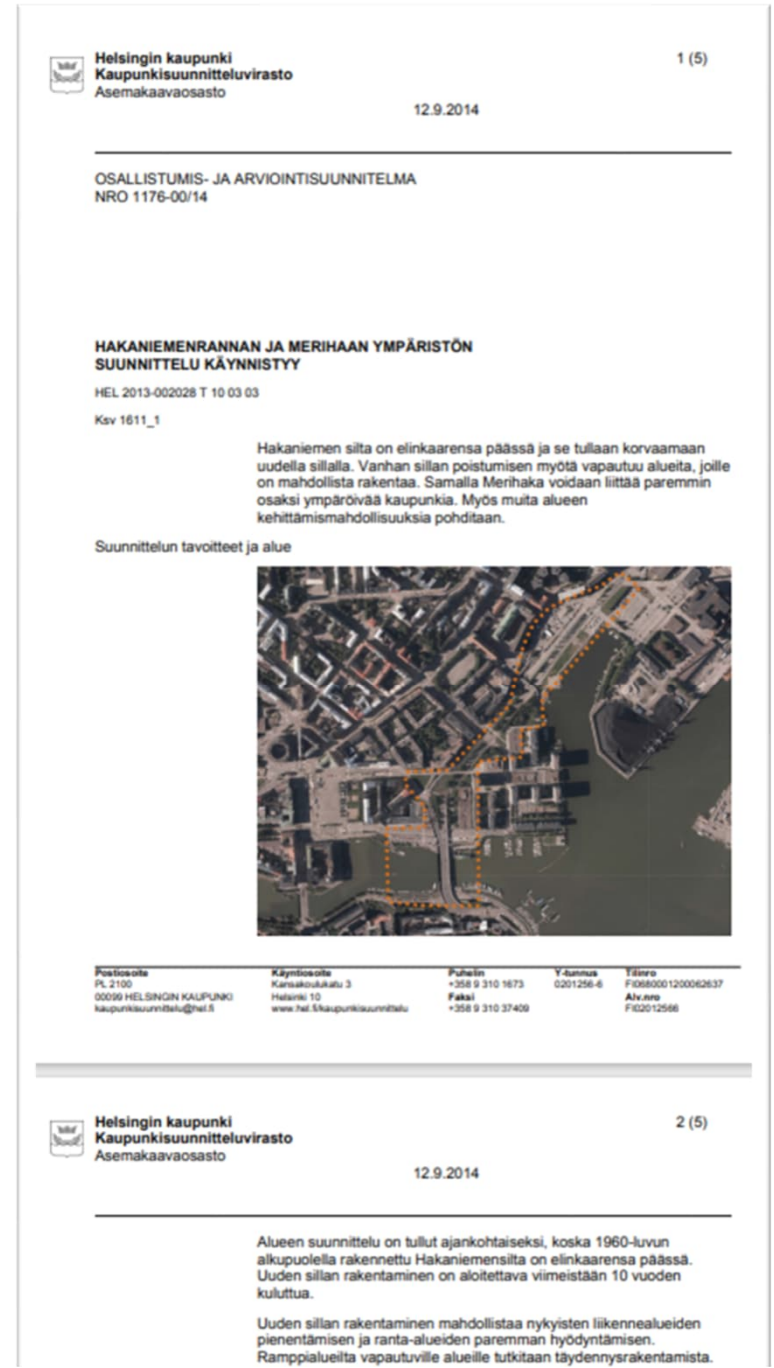 Helsingin kaupunki
Kaupunkisuunnitteluvirasto
Asemakaavaosasto
1 (5)
12.9.2014
OSALLISTUMIS- JA ARVIOINTISUUNNITELMA
NRO 1176-00/14
HAKANIEMENRANNAN JA MERIHAAN YMPÄRISTÖN
SUUNNITTELU KÄYNNISTYY
HEL 2013-002028 T 10 03 03
Ksv 1611_1
Hakaniemen silta on elinkaarensa päässä ja se tullaan korvaamaan
uudella sillalla. Vanhan sillan poistumisen myötä vapautuu alueita, joille
on mahdollista rakentaa. Samalla Merihaka voidaan liittää paremmin
osaksi ympäröivää kaupunkia. Myös muita alueen
kehittämismahdollisuuksia pohditaan.
Suunnittelun tavoitteet ja alue
Postiosoite
PL 2100
00099 HELSINGIN KAUPUNKI
kaupunkisuunnittelu@hel.fi
Käyntiosoite
Kansakoulukatu 3
Helsinki 10
www.hel.fi/kaupunkisuunnittelu
Puhelin
+358 9 310 1673
Faksi
+358 9 310 37409
Y-tunnus
0201256-6
Tilinro
FI0680001200062637
Alv.nro
FI02012566
Helsingin kaupunki
Kaupunkisuunnitteluvirasto
Asemakaavaosasto
2 (5)
12.9.2014
Alueen suunnittelu on tullut ajankohtaiseksi, koska 1960-luvun
alkupuolella rakennettu Hakaniemensilta on elinkaarensa päässä.
Uuden sillan rakentaminen on aloitettava viimeistään 10 vuoden
kuluttua.
Uuden sillan rakentaminen mahdollistaa nykyisten liikennealueiden
pienentämisen ja ranta-alueiden paremman hyödyntämisen.
Ramppialueilta vapautuville alueille tutkitaan täydennysrakentamista.